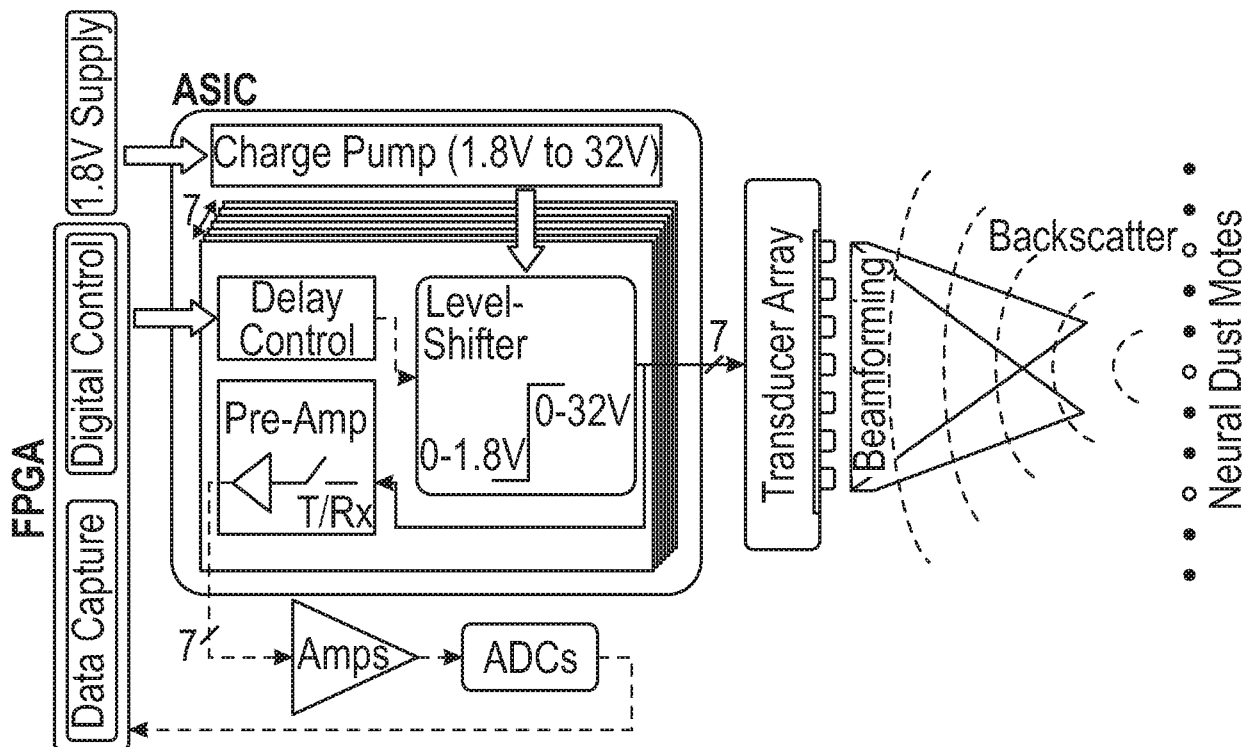 1.8V Supply
ASIC
Charge Pump (1.8V to 32V)
7
FPGA
Digital Control
Data Capture
Delay
Control
Level-
Shifter
0-32V
0-1.8V
Pre-Amp
T/Rx
7
Transducer Array
Beamforming
Backscatter
Neural Dust Motes
7
Amps
ADCs